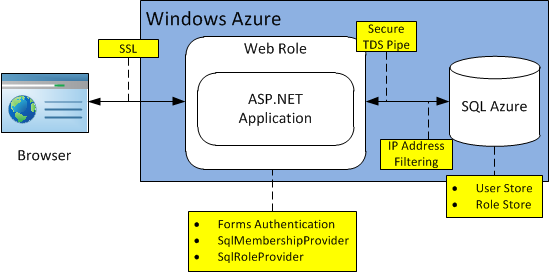 Windows Azure
SSL
Web Role
Secure
TDS Pipe
ASP.NET
Application
SQL Azure
IP Address
Filtering
Browser
• User Store
• Role Store
• Forms Authentication
• SqlMembershipProvider
• SqlRoleProvider